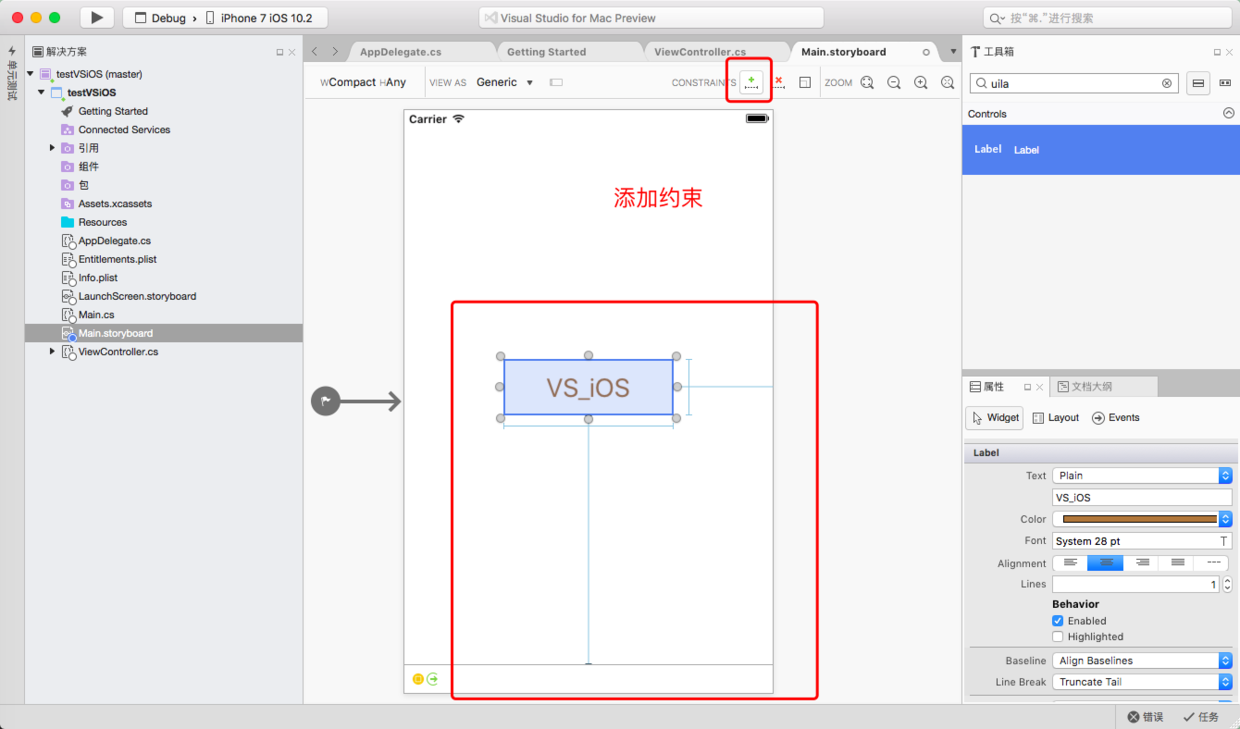 Debug › iPhone 7 iOS 10.2
Visual Studio for Mac Preview
按“⌘.”进行搜索
单元测试
解决方案
testVSiOS (master)
testVSiOS
Getting Started
Connected Services
引用
组件
包
Assets.xcassets
Resources
AppDelegate.cs
Entitlements.plist
Info.plist
LaunchScreen.storyboard
Main.cs
Main.storyboard
ViewController.cs
AppDelegate.cs
Getting Started
ViewController.cs
Main.storyboard
wCompact hAny
VIEW AS Generic
CONSTRAINTS
ZOOM
Carrier
添加约束
VS_iOS
工具箱
uila
Controls
Label Label
属性
文档大纲
Widget Layout Events
Label
Text Plain
VS_iOS
Color
Font System 28 pt T
Alignment
Lines 1
Behavior
Enabled
Highlighted
Baseline Align Baselines
Line Break Truncate Tail
错误 任务